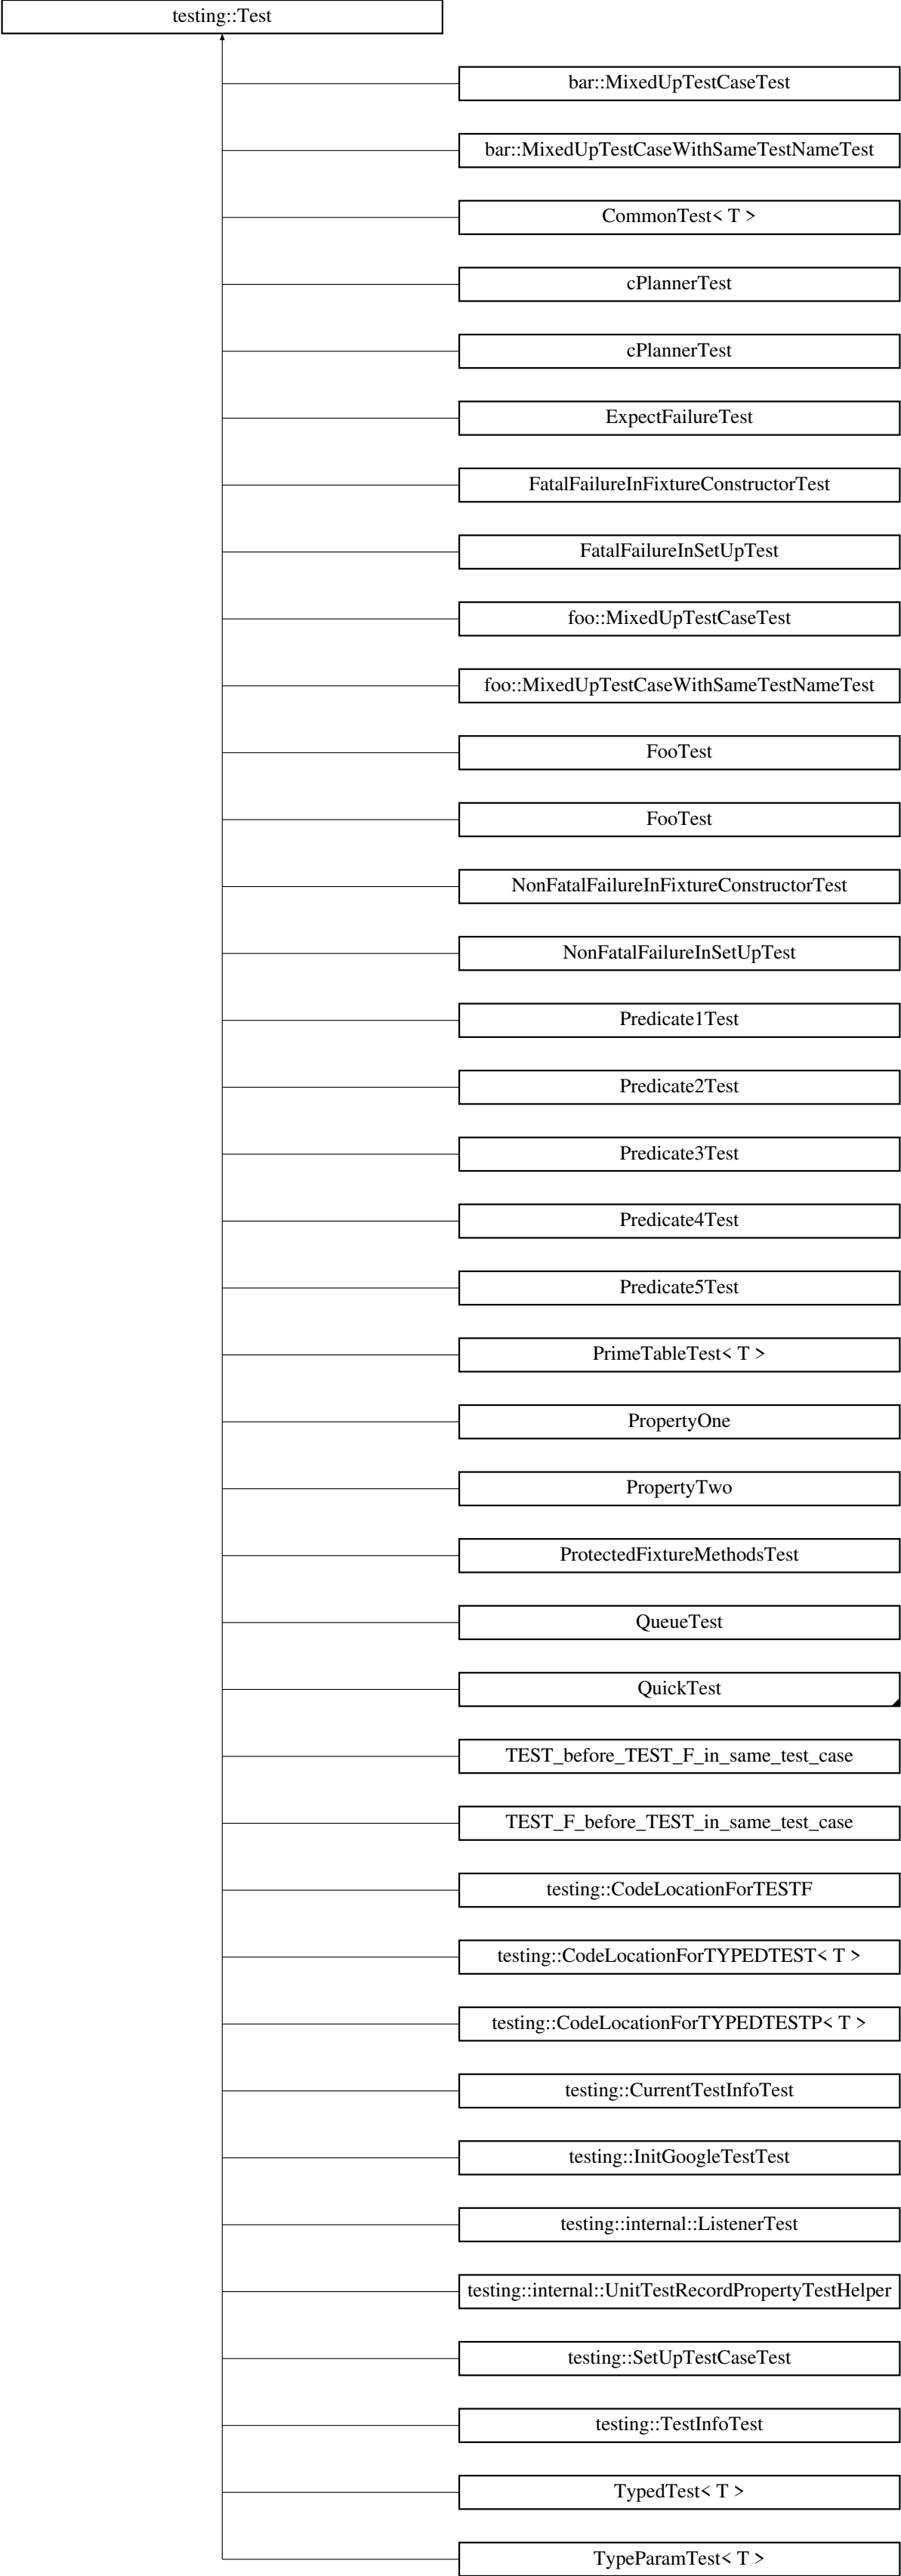 testing::Test
bar::MixedUpTestCaseTest
bar::MixedUpTestCaseWithSameTestNameTest
CommonTest< T >
cPlannerTest
cPlannerTest
ExpectFailureTest
FatalFailureInFixtureConstructorTest
FatalFailureInSetUpTest
foo::MixedUpTestCaseTest
foo::MixedUpTestCaseWithSameTestNameTest
FooTest
FooTest
NonFatalFailureInFixtureConstructorTest
NonFatalFailureInSetUpTest
Predicate1Test
Predicate2Test
Predicate3Test
Predicate4Test
Predicate5Test
PrimeTableTest< T >
PropertyOne
PropertyTwo
ProtectedFixtureMethodsTest
QueueTest
QuickTest
TEST_before_TEST_F_in_same_test_case
TEST_F_before_TEST_in_same_test_case
testing::CodeLocationForTESTF
testing::CodeLocationForTYPEDTEST< T >
testing::CodeLocationForTYPEDTESTP< T >
testing::CurrentTestInfoTest
testing::InitGoogleTestTest
testing::internal::ListenerTest
testing::internal::UnitTestRecordPropertyTestHelper
testing::SetUpTestCaseTest
testing::TestInfoTest
TypedTest< T >
TypeParamTest< T >